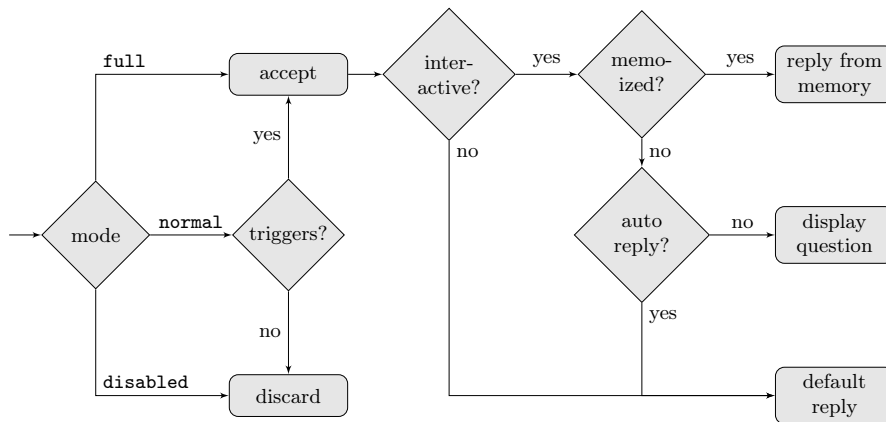 full
accept
inter-
active?
yes
memo-
ized?
yes
reply from
memory
yes
no
no
mode
normal
triggers?
auto
reply?
no
display
question
no
yes
disabled
discard
default
reply